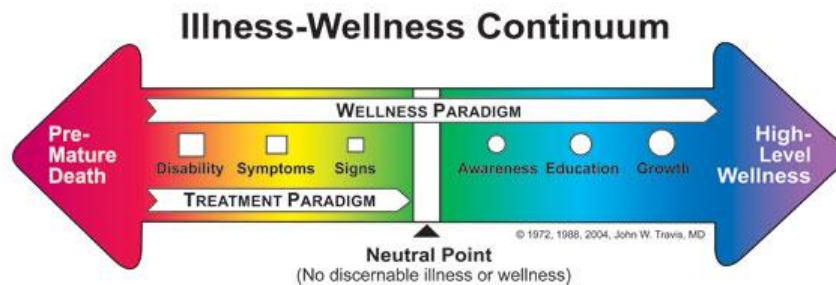 Illness-Wellness Continuum
WELLNESS PARADIGM
Pre-
Mature
Death
Disability Symptoms Signs Awareness Education Growth
High-
Level
Wellness
TREATMENT PARADIGM
© 1972, 1988, 2004, John W. Travis, MD
Neutral Point
(No discernable illness or wellness)